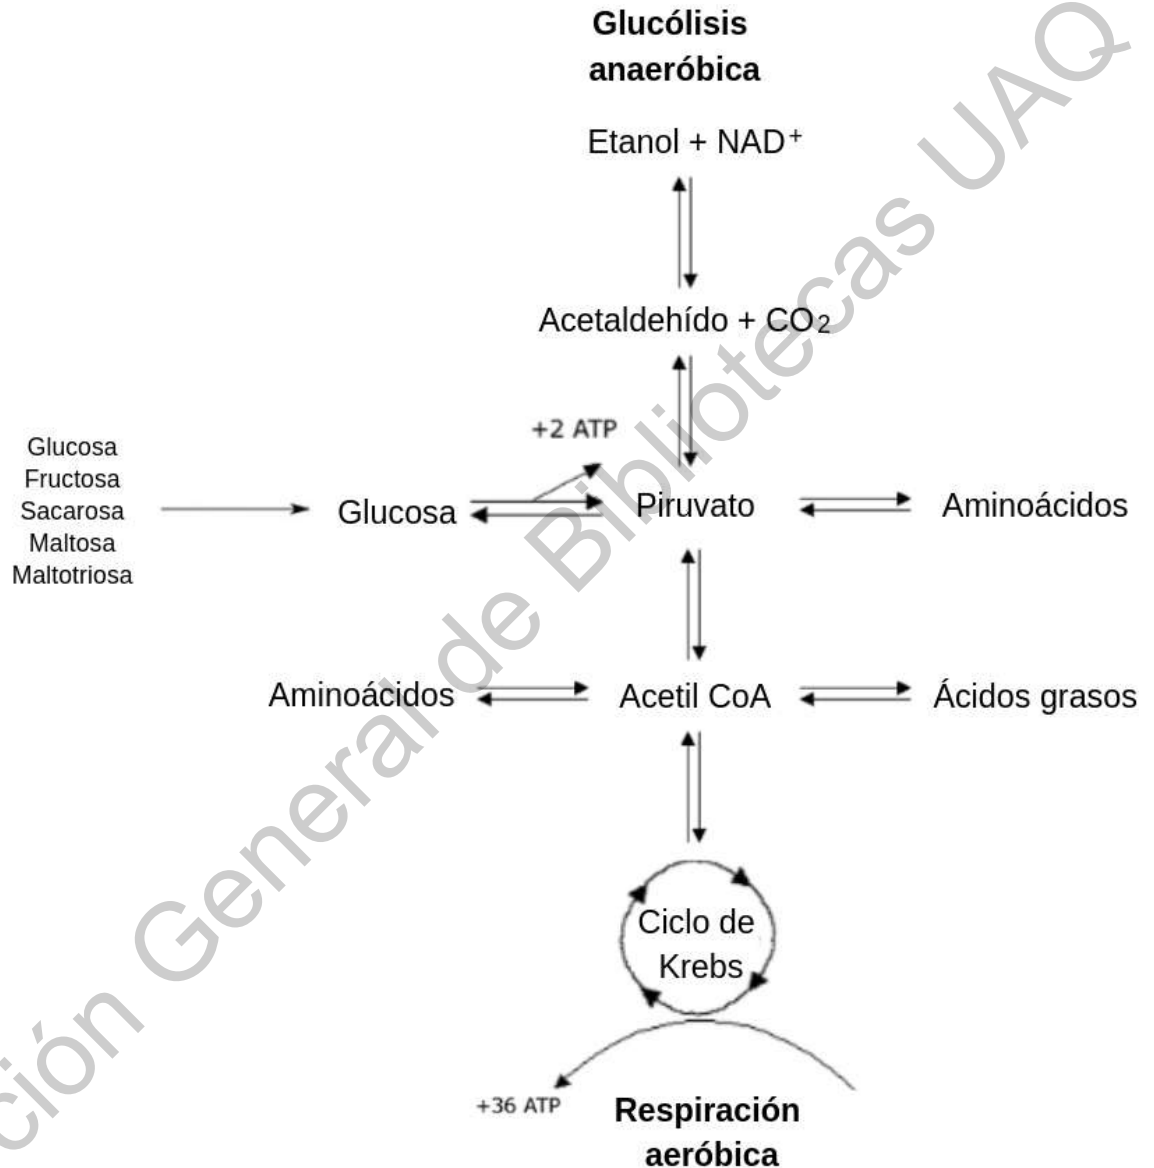 Glucólisis
anaeróbica
Etanol + NAD⁺
Acetaldehído + CO₂
+2 ATP
Glucosa
Fructosa
Sacarosa
Maltosa
Maltotriosa
Glucosa
Piruvato
Aminoácidos
Aminoácidos
Acetil CoA
Ácidos grasos
Ciclo de
Krebs
+36 ATP
Respiración
aeróbica
ción General de Bibliotecas UAQ